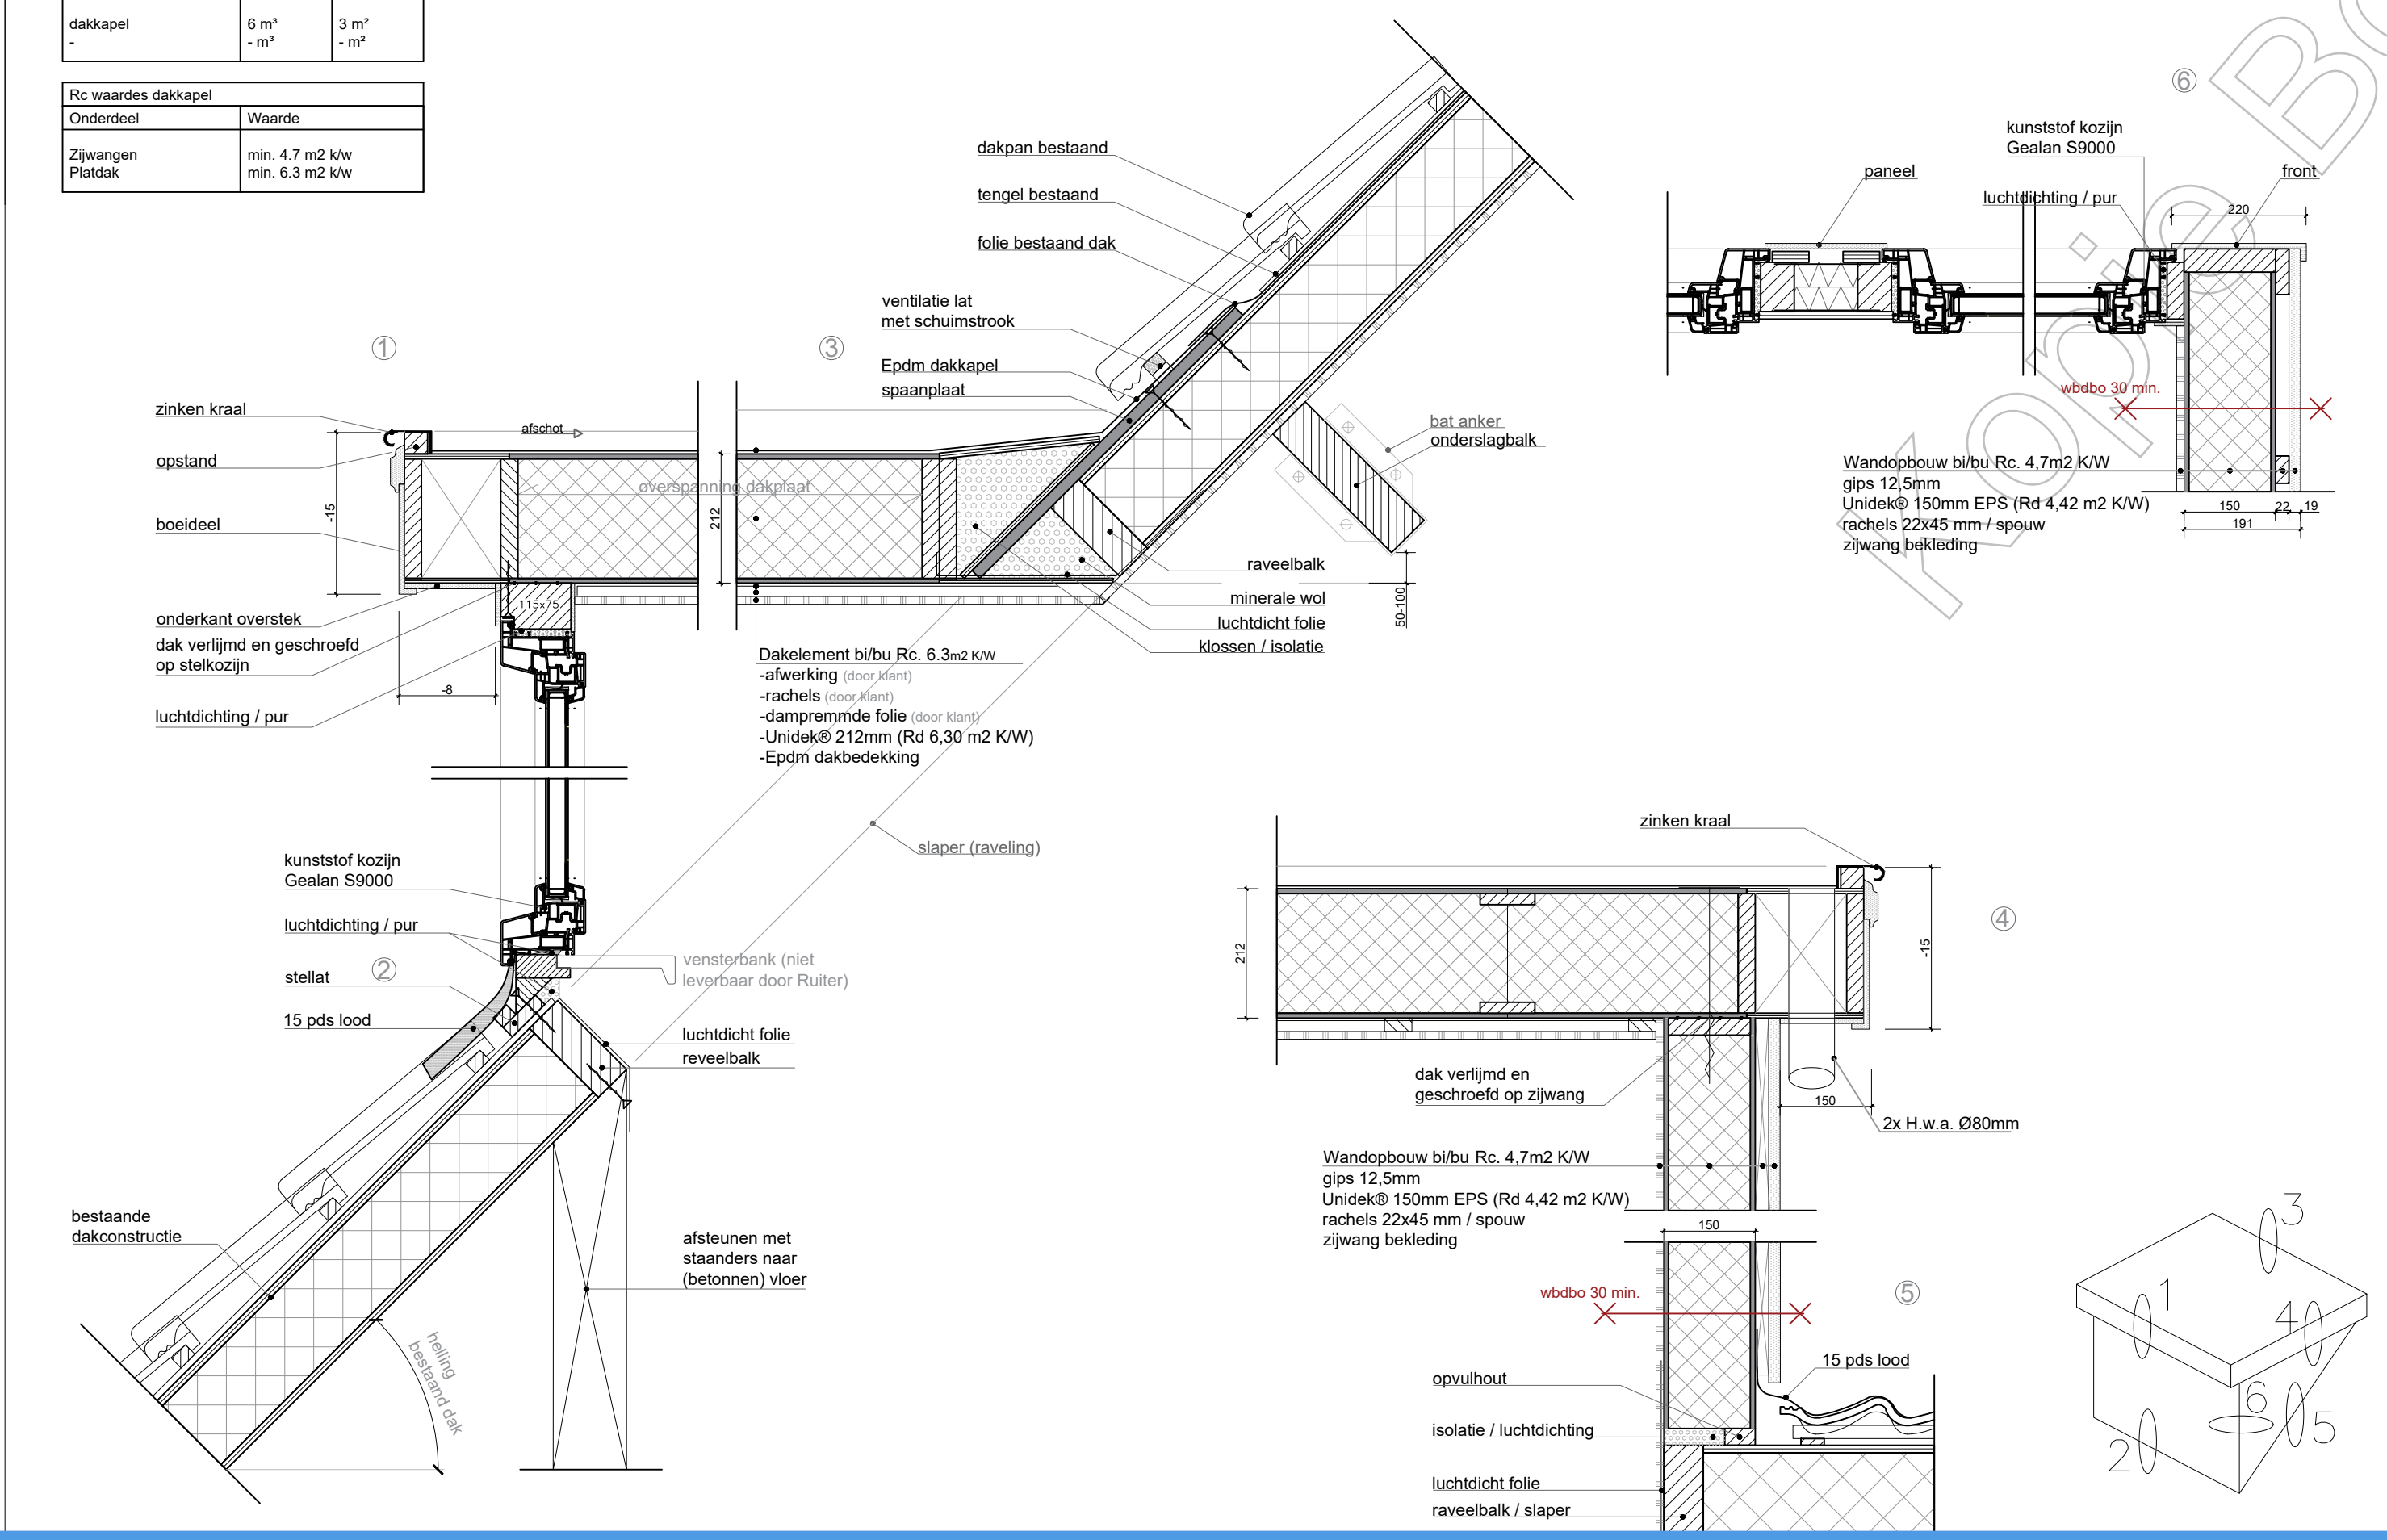 dakkapel 6 m³ 3 m²
- - m³ - m²
Rc waardes dakkapel
Onderdeel Waarde
Zijwangen min. 4.7 m2 k/w
Platdak min. 6.3 m2 k/w
1
zinken kraal
opstand
boeideel
onderkant overstek
dak verlijmd en geschroefd
op stelkozijn
luchtdichting / pur
-15
-8
afschot
overspanning dakplaat
115x75
212
3
dakpan bestaand
tengel bestaand
folie bestaand dak
ventilatie lat
met schuimstrook
Epdm dakkapel
spaanplaat
bat anker
onderslagbalk
raveelbalk
minerale wol
luchtdicht folie
klossen / isolatie
50-100
Dakelement bi/bu Rc. 6.3m2 K/W
-afwerking (door klant)
-rachels (door klant)
-dampremmde folie (door klant)
-Unidek® 212mm (Rd 6,30 m2 K/W)
-Epdm dakbedekking
slaper (raveling)
kunststof kozijn
Gealan S9000
luchtdichting / pur
2
stellat
15 pds lood
vensterbank (niet
leverbaar door Ruiter)
luchtdicht folie
reveelbalk
bestaande
dakconstructie
afsteunen met
staanders naar
(betonnen) vloer
helling
bestaand dak
6
kunststof kozijn
Gealan S9000
paneel
front
luchtdichting / pur
220
wbdbo 30 min.
Wandopbouw bi/bu Rc. 4,7m2 K/W
gips 12,5mm
Unidek® 150mm EPS (Rd 4,42 m2 K/W)
rachels 22x45 mm / spouw
zijwang bekleding
150 22 19
191
Kopie
zinken kraal
4
212
-15
dak verlijmd en
geschroefd op zijwang
150
2x H.w.a. Ø80mm
Wandopbouw bi/bu Rc. 4,7m2 K/W
gips 12,5mm
Unidek® 150mm EPS (Rd 4,42 m2 K/W)
rachels 22x45 mm / spouw
zijwang bekleding
150
wbdbo 30 min.
5
15 pds lood
opvulhout
isolatie / luchtdichting
luchtdicht folie
raveelbalk / slaper
3
1
4
6
5
2